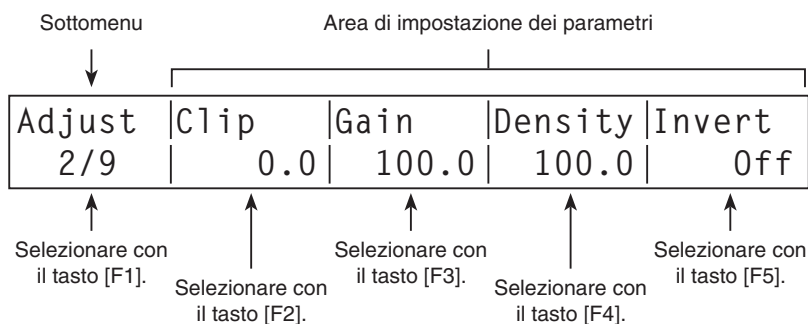 Sottomenu
Area di impostazione dei parametri
Adjust |Clip |Gain |Density|Invert
2/9 | 0.0| 100.0| 100.0| Off
Selezionare con
il tasto [F1].
Selezionare con
il tasto [F2].
Selezionare con
il tasto [F3].
Selezionare con
il tasto [F4].
Selezionare con
il tasto [F5].